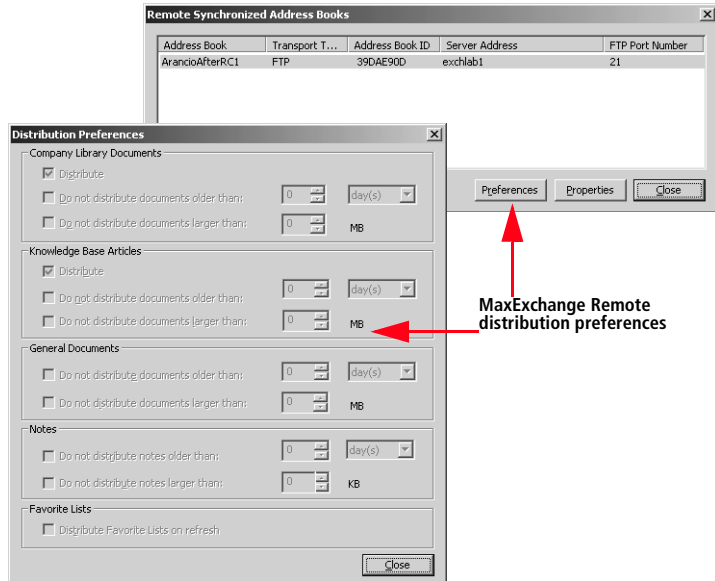 Remote Synchronized Address Books
Address Book Transport T... Address Book ID Server Address FTP Port Number
ArancioAfterRC1 FTP 39DAE90D exchlab1 21
Preferences Properties Close
Distribution Preferences
Company Library Documents
Distribute
Do not distribute documents older than: 0 day(s)
Do not distribute documents larger than: 0 MB
Knowledge Base Articles
Distribute
Do not distribute documents older than: 0 day(s)
Do not distribute documents larger than: 0 MB
General Documents
Do not distribute documents older than: 0 day(s)
Do not distribute documents larger than: 0 MB
Notes
Do not distribute notes older than: 0 day(s)
Do not distribute notes larger than: 0 KB
Favorite Lists
Distribute Favorite Lists on refresh
Close
MaxExchange Remote
distribution preferences